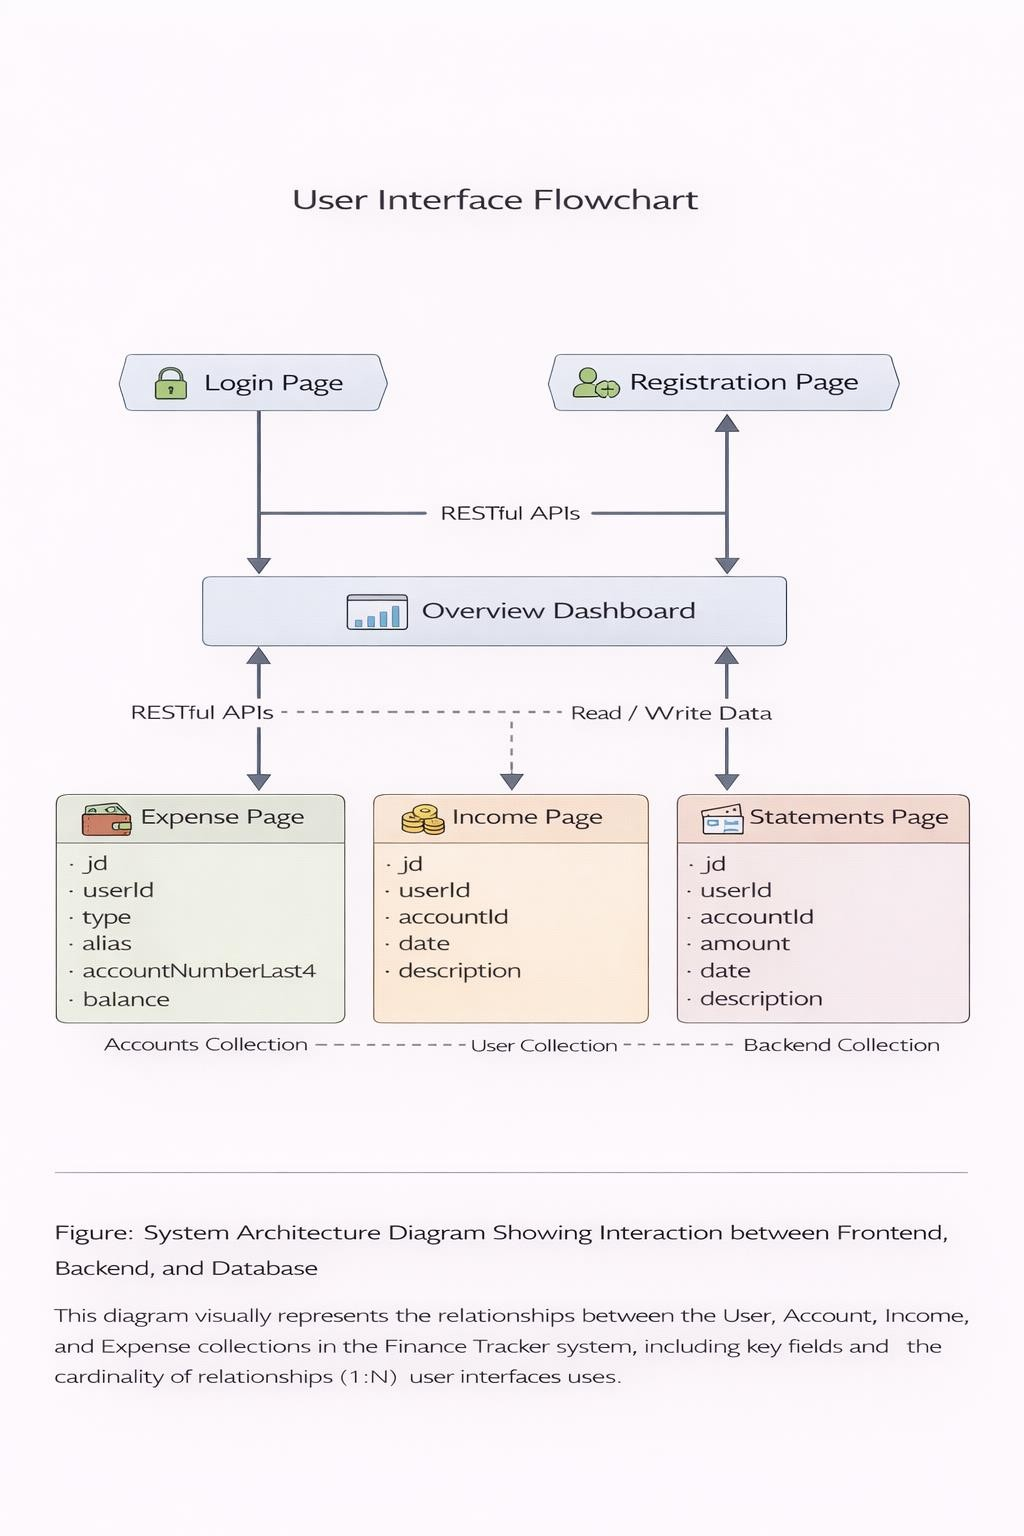 User Interface Flowchart
Login Page
Registration Page
RESTful APIs
Overview Dashboard
RESTful APIs
Read / Write Data
Expense Page
· jd
· userId
· type
· alias
· accountNumberLast4
· balance
Income Page
· jd
· userId
· accountId
· date
· description
Statements Page
· jd
· userId
· accountId
· amount
· date
· description
Accounts Collection
User Collection
Backend Collection
Figure: System Architecture Diagram Showing Interaction between Frontend,
Backend, and Database
This diagram visually represents the relationships between the User, Account, Income,
and Expense collections in the Finance Tracker system, including key fields and the
cardinality of relationships (1:N) user interfaces uses.